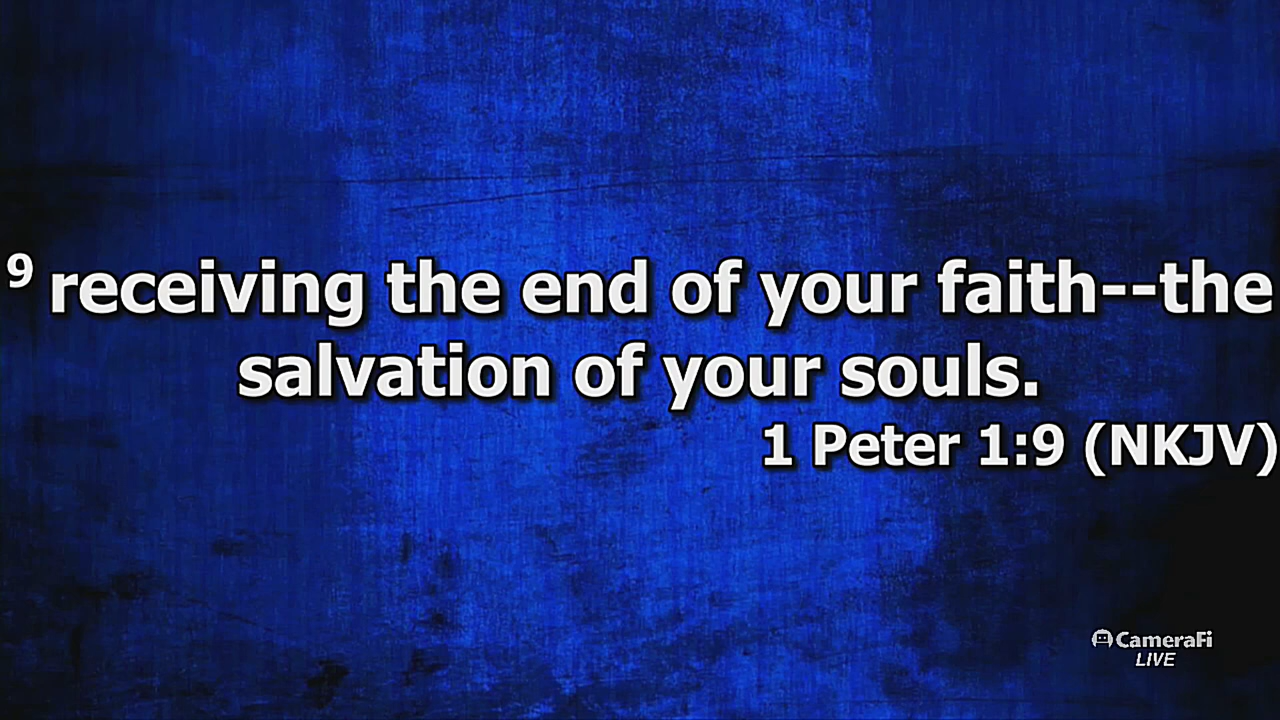 9 receiving the end of your faith--the
salvation of your souls.
1 Peter 1:9 (NKJV)
CameraFi
LIVE